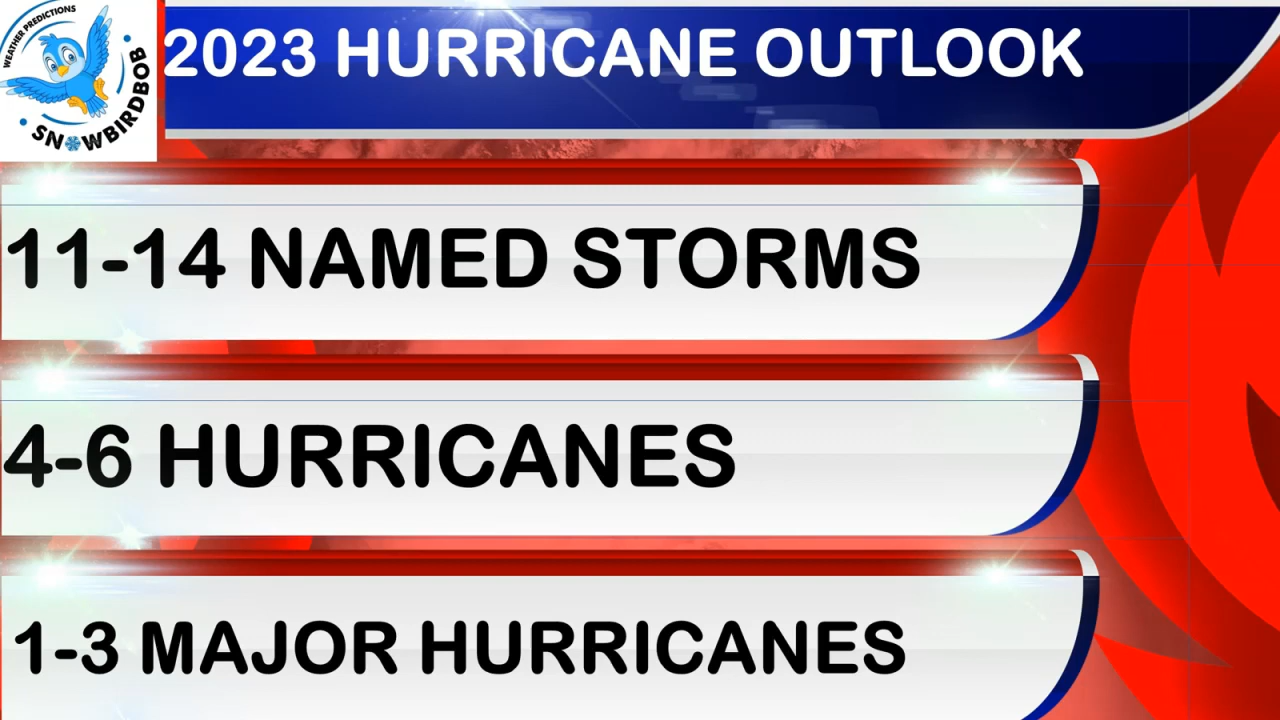 WEATHER PREDICTIONS
SNOWBIRDBOB
2023 HURRICANE OUTLOOK
11-14 NAMED STORMS
4-6 HURRICANES
1-3 MAJOR HURRICANES